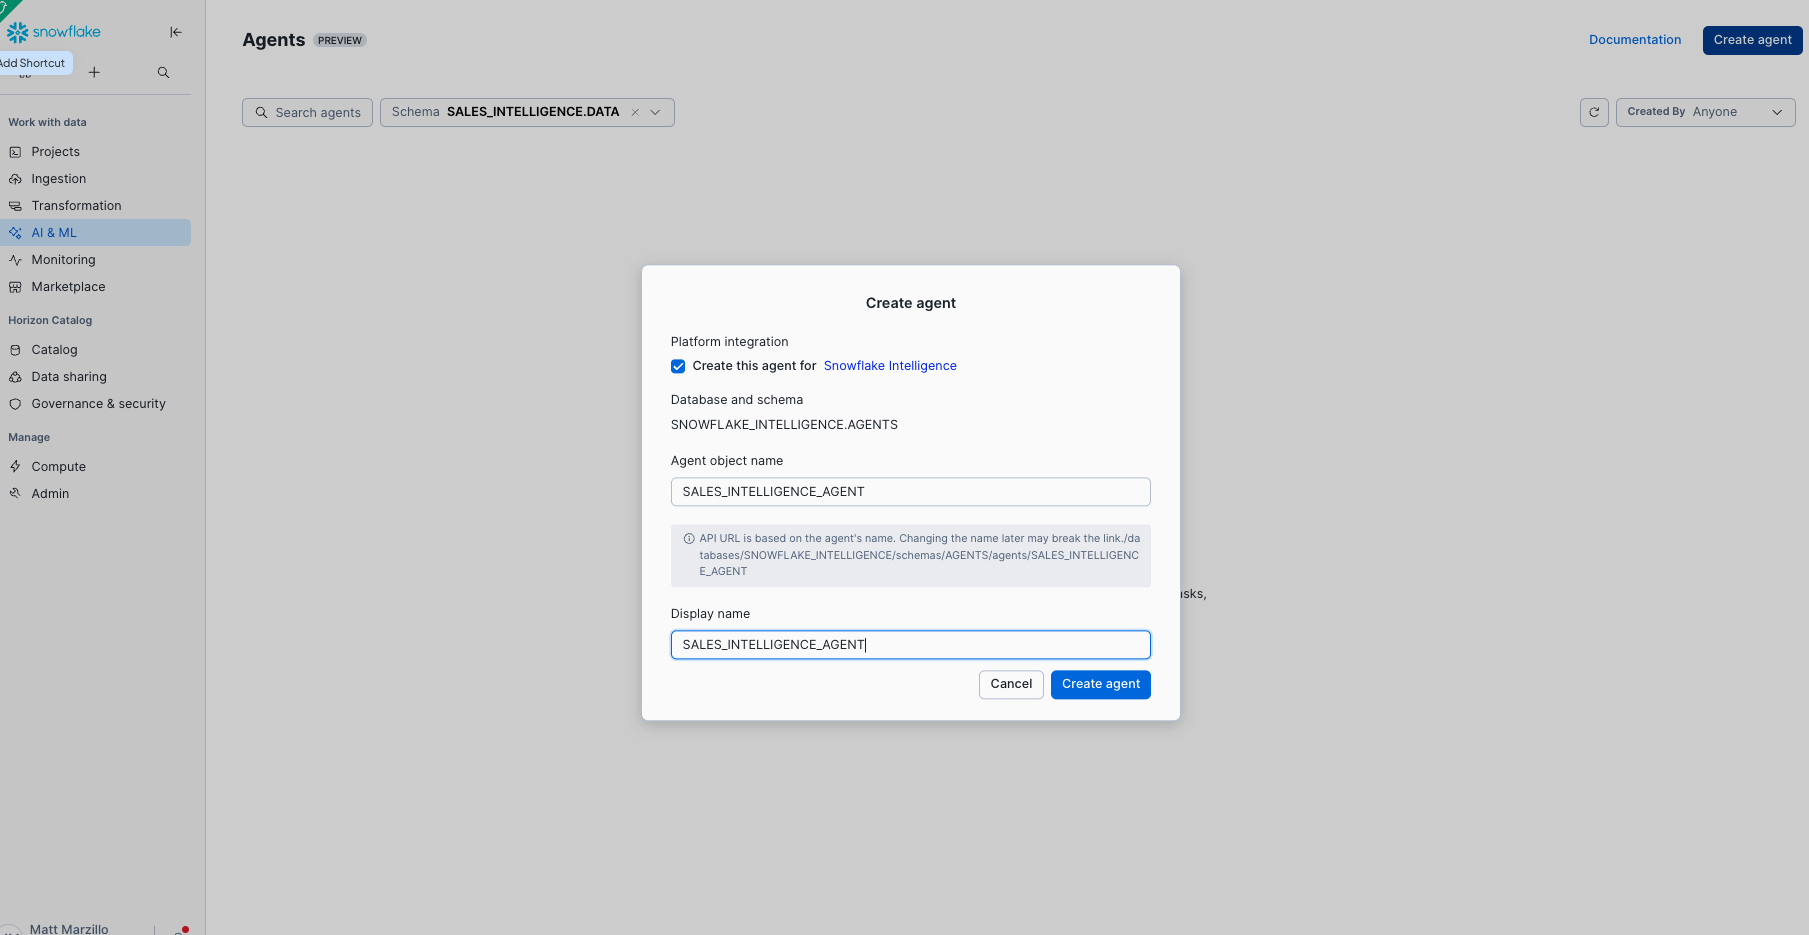 snowflake
Add Shortcut
Work with data
Projects
Ingestion
Transformation
AI & ML
Monitoring
Marketplace
Horizon Catalog
Catalog
Data sharing
Governance & security
Manage
Compute
Admin
Matt Marzillo
Agents PREVIEW
Documentation
Create agent
Search agents
Schema SALES_INTELLIGENCE.DATA
Created By Anyone
Create agent
Platform integration
Create this agent for Snowflake Intelligence
Database and schema
SNOWFLAKE_INTELLIGENCE.AGENTS
Agent object name
SALES_INTELLIGENCE_AGENT
API URL is based on the agent's name. Changing the name later may break the link./da
tabases/SNOWFLAKE_INTELLIGENCE/schemas/AGENTS/agents/SALES_INTELLIGENC
E_AGENT
Display name
SALES_INTELLIGENCE_AGENT
Cancel
Create agent